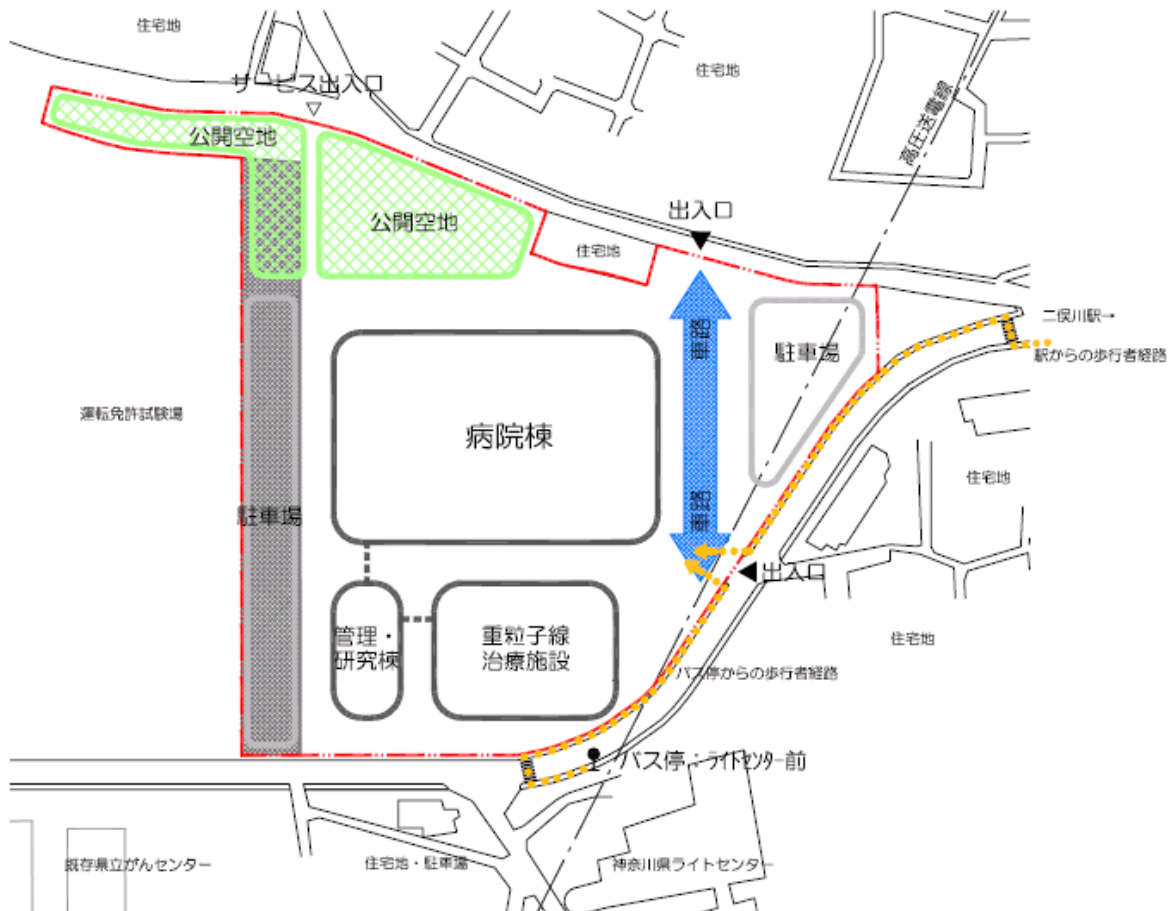 住宅地
住宅地
サービス出入口
高圧送電線
公開空地
公開空地
出入口
住宅地
二俣川駅→
車路
駐車場
駅からの歩行者経路
運転免許試験場
病院棟
住宅地
車路
駐車場
出入口
管理・
研究棟
重粒子線
治療施設
住宅地
バス停からの歩行者経路
バス停：ライトセンター前
既存県立がんセンター
住宅地・駐車場
神奈川県ライトセンター